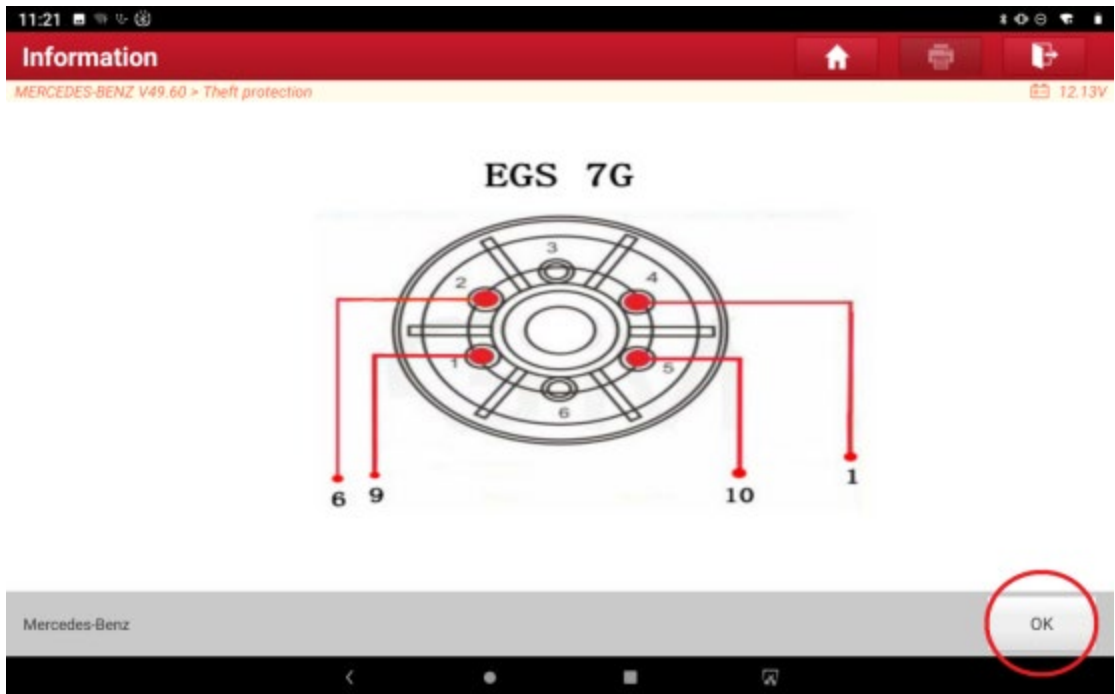 11:21
Information
MERCEDES-BENZ V49.60 > Theft protection
12.13V
EGS 7G
3
2
4
1
5
6
6
9
10
1
Mercedes-Benz
OK